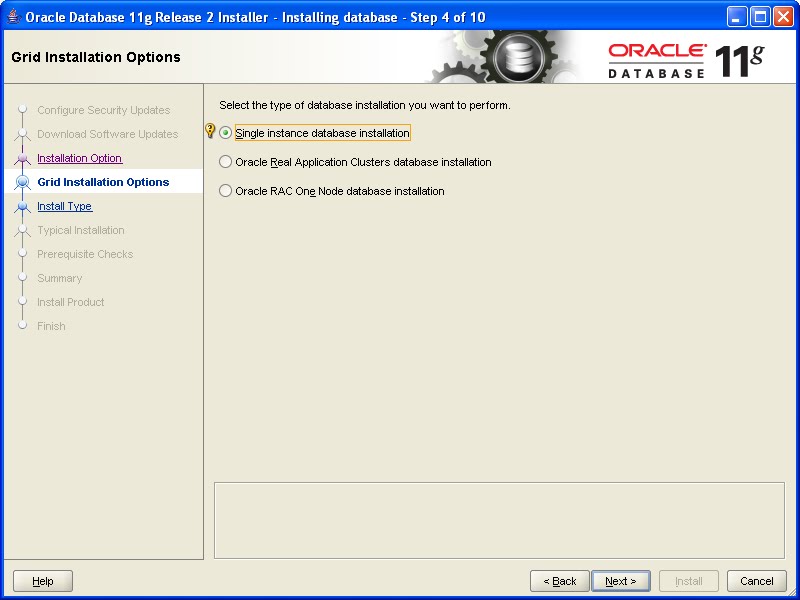 Oracle Database 11g Release 2 Installer - Installing database - Step 4 of 10
Grid Installation Options
ORACLE
DATABASE 11g
Configure Security Updates
Download Software Updates
Installation Option
Grid Installation Options
Install Type
Typical Installation
Prerequisite Checks
Summary
Install Product
Finish
Select the type of database installation you want to perform.
Single instance database installation
Oracle Real Application Clusters database installation
Oracle RAC One Node database installation
Help
< Back
Next >
Install
Cancel